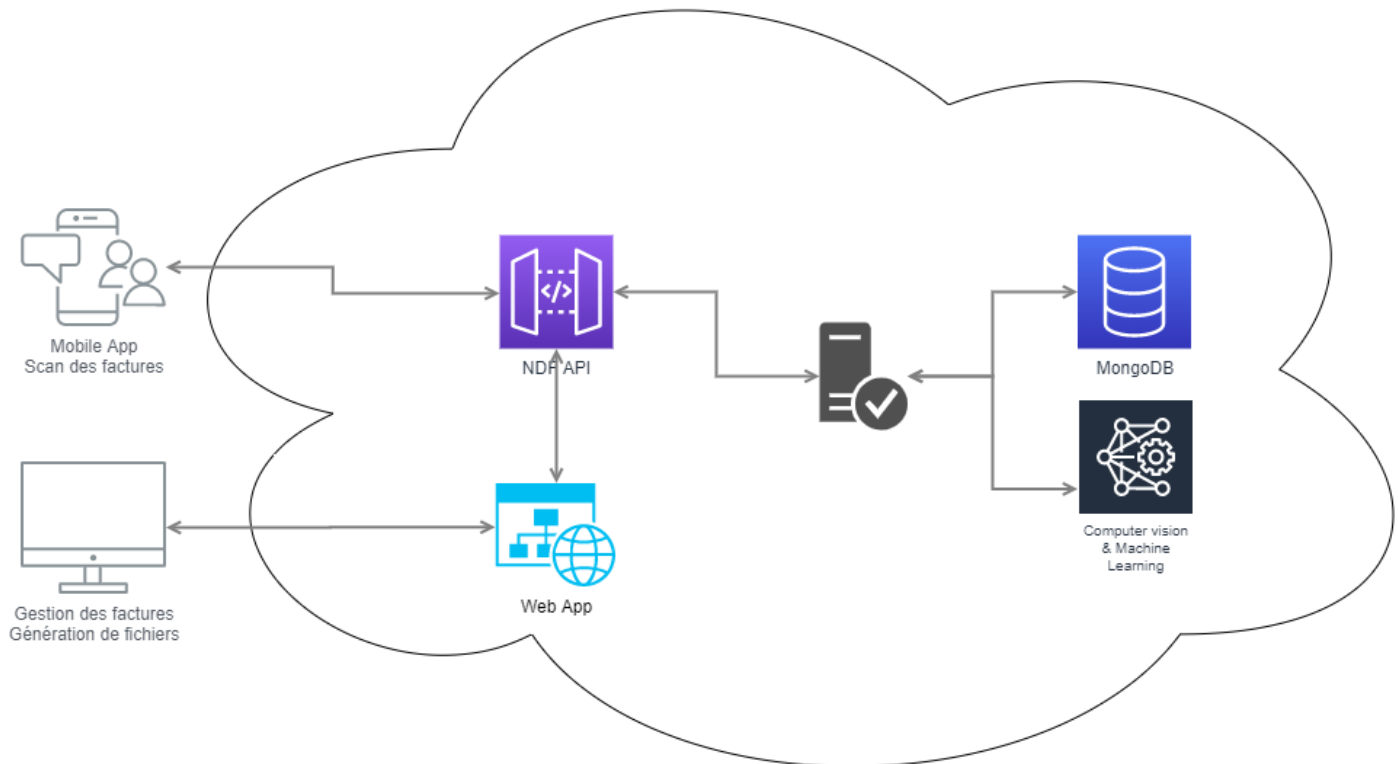 Mobile App
Scan des factures
NDF API
MongoDB
Computer vision
& Machine
Learning
Gestion des factures
Génération de fichiers
Web App